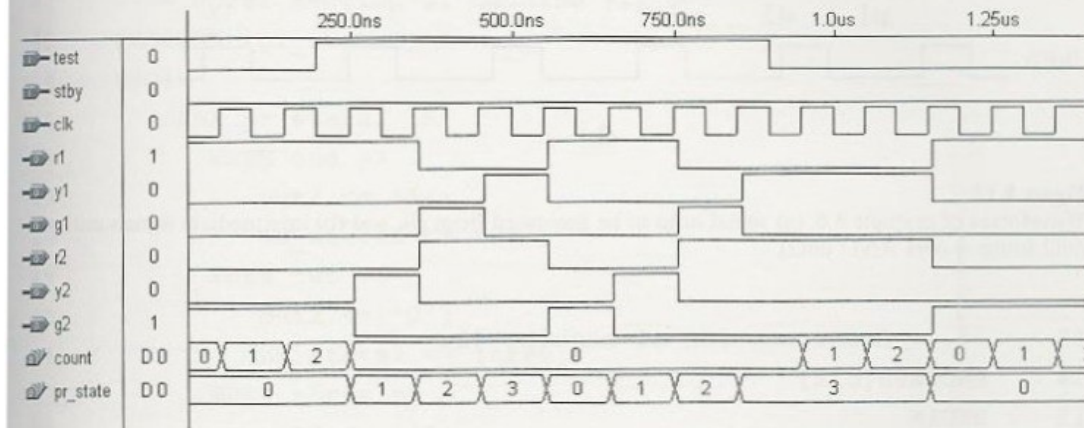 250.0ns 500.0ns 750.0ns 1.0us 1.25us
test 0
stby 0
clk 0
r1 1
y1 0
g1 0
r2 0
y2 0
g2 1
count D 0 0 1 2 0 1 2 0 1
pr_state D 0 0 1 2 3 0 1 2 3 0